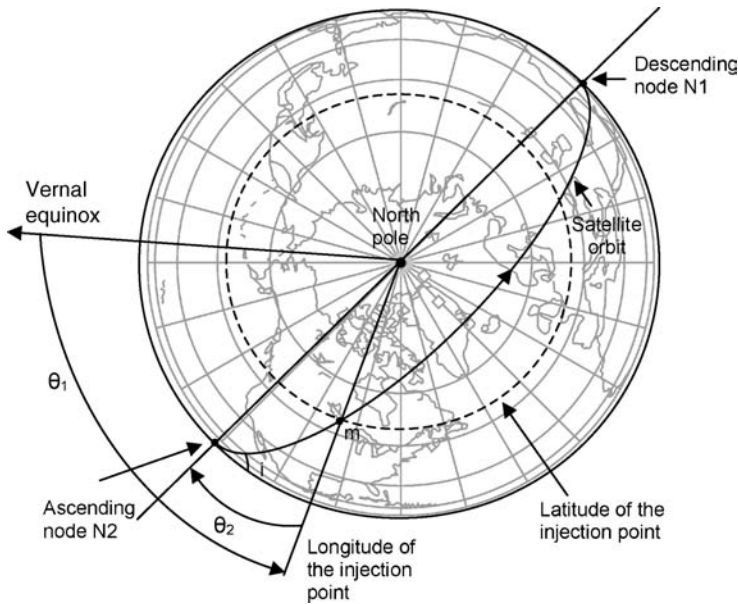 Descending
node N1
Vernal
equinox
North
pole
Satellite
orbit
θ1
m
i
Ascending
node N2
θ2
Longitude of
the injection
point
Latitude of the
injection point